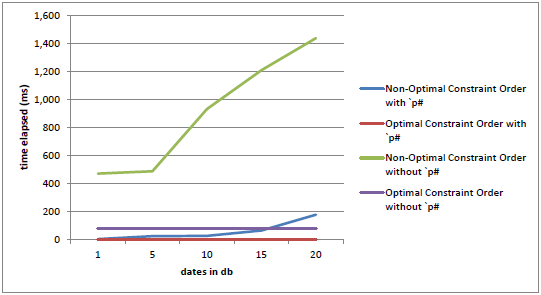 1,600
1,400
1,200
1,000
800
600
400
200
0
time elapsed (ms)
1 5 10 15 20
dates in db
Non-Optimal Constraint Order
with `p#
Optimal Constraint Order with
`p#
Non-Optimal Constraint Order
without `p#
Optimal Constraint Order
without `p#